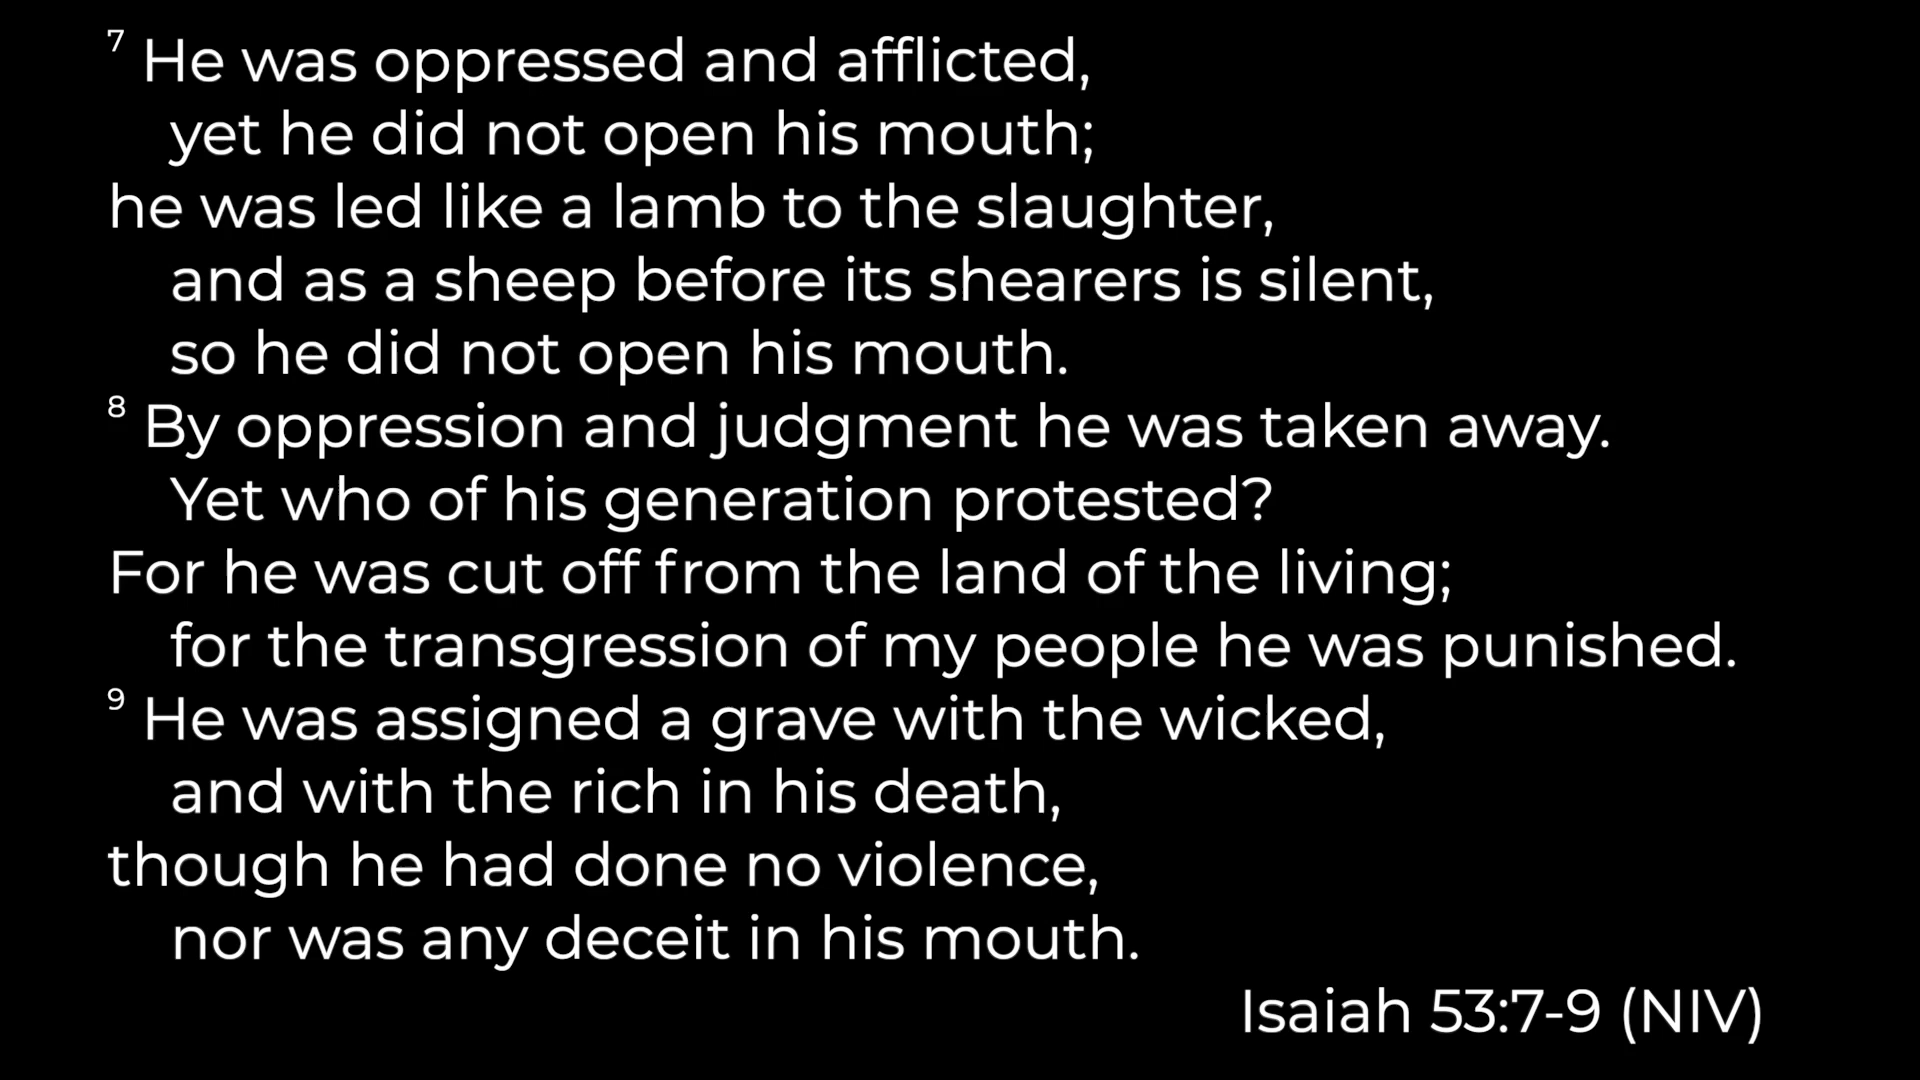 7 He was oppressed and afflicted,
yet he did not open his mouth;
he was led like a lamb to the slaughter,
and as a sheep before its shearers is silent,
so he did not open his mouth.
8 By oppression and judgment he was taken away.
Yet who of his generation protested?
For he was cut off from the land of the living;
for the transgression of my people he was punished.
9 He was assigned a grave with the wicked,
and with the rich in his death,
though he had done no violence,
nor was any deceit in his mouth.
Isaiah 53:7-9 (NIV)